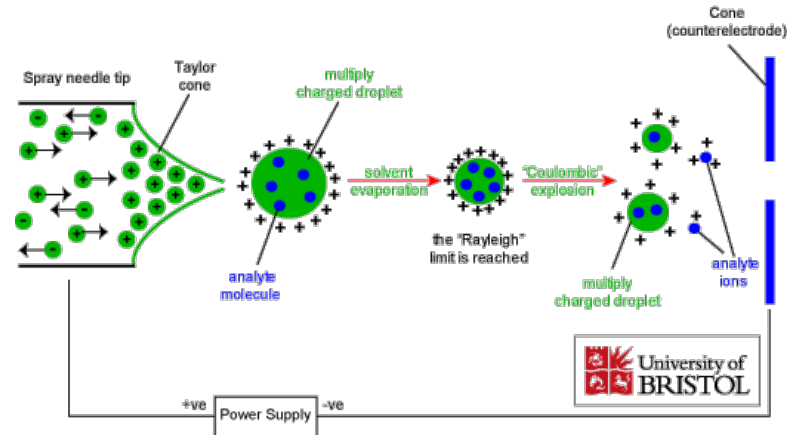 Cone
(counterelectrode)
Spray needle tip
Taylor
cone
multiply
charged droplet
solvent
evaporation
"Coulombic"
explosion
the "Rayleigh"
limit is reached
analyte
molecule
multiply
charged droplet
analyte
ions
University of
BRISTOL
+ve
Power Supply
-ve